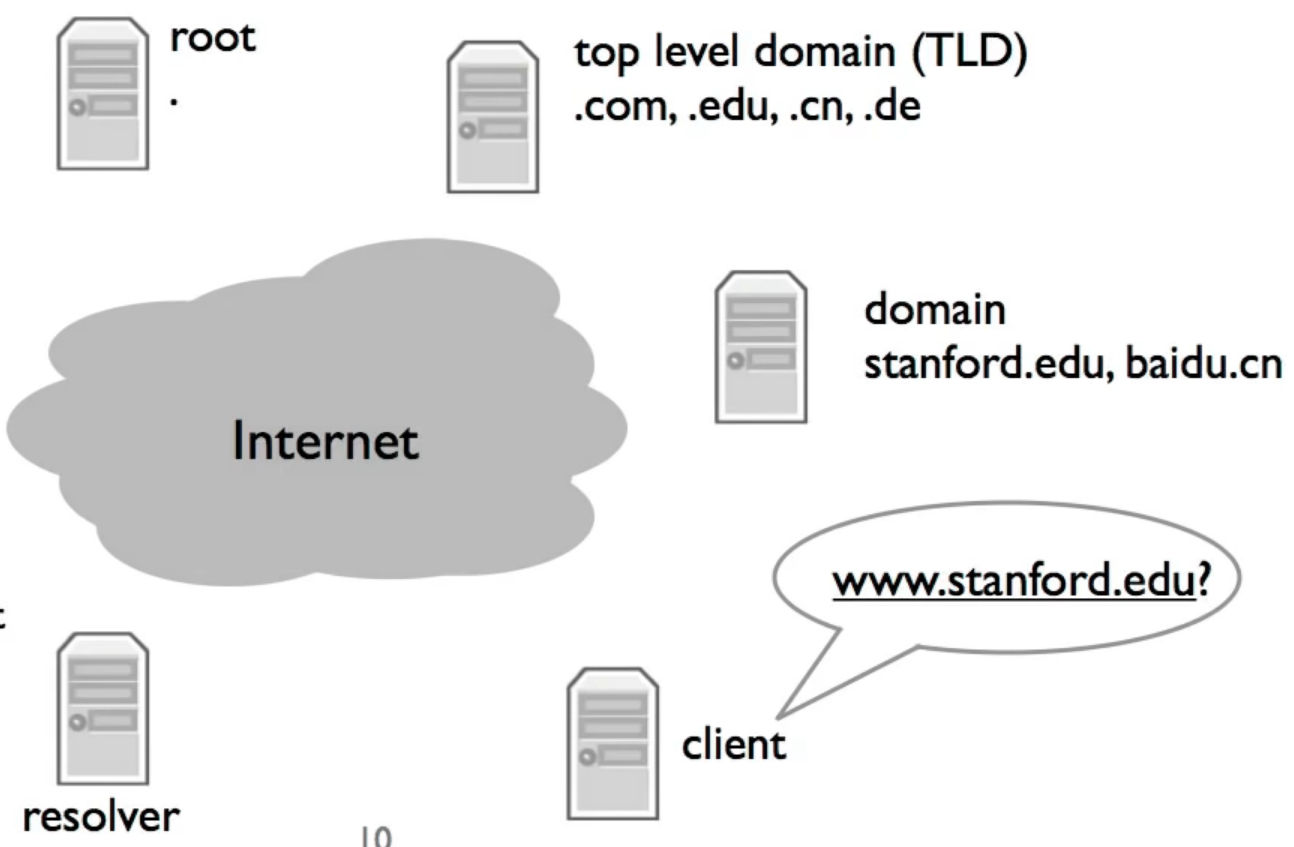 root
.
top level domain (TLD)
.com, .edu, .cn, .de
domain
stanford.edu, baidu.cn
Internet
www.stanford.edu?
client
resolver
10